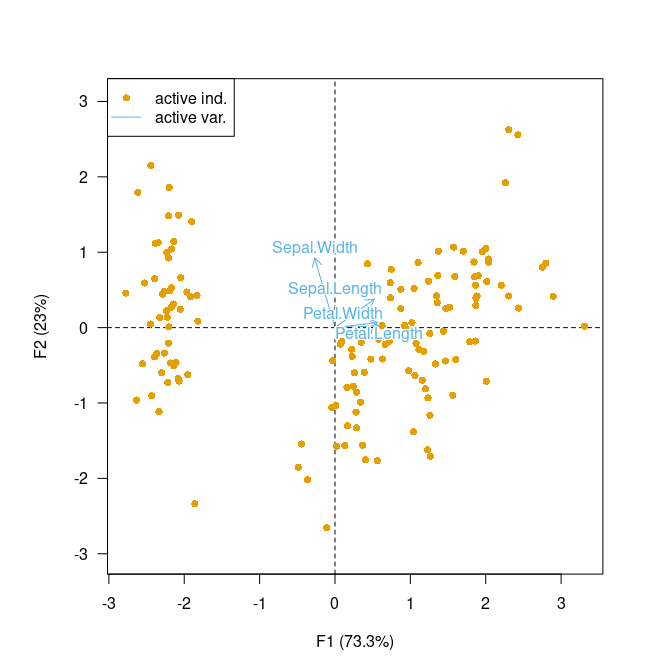 active ind.
active var.
3
2
1
0
-1
-2
-3
F2 (23%)
Sepal.Width
Sepal.Length
Petal.Width
Petal.Length
-3
-2
-1
0
1
2
3
F1 (73.3%)